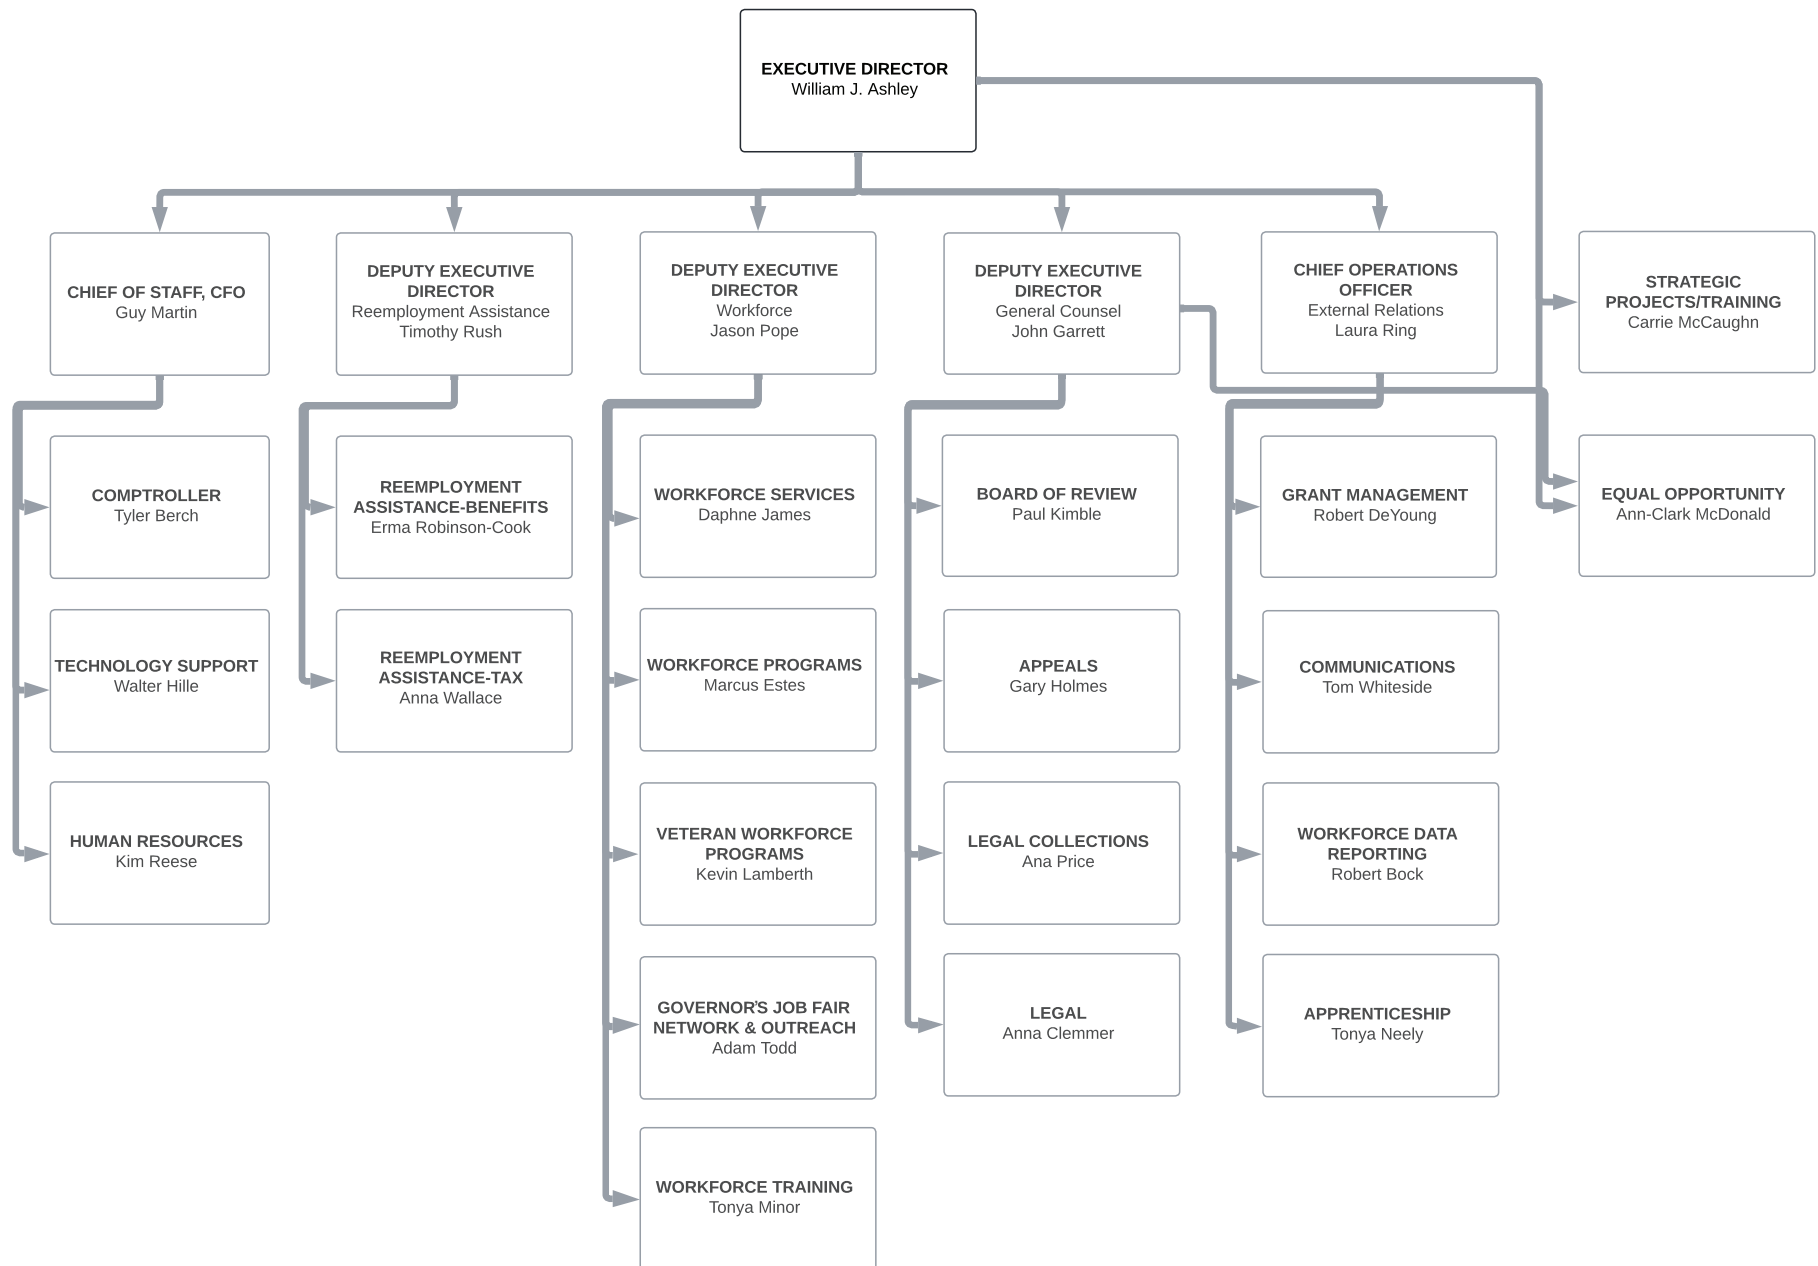 EXECUTIVE DIRECTOR
William J. Ashley
CHIEF OF STAFF, CFO
Guy Martin
DEPUTY EXECUTIVE
DIRECTOR
Reemployment Assistance
Timothy Rush
DEPUTY EXECUTIVE
DIRECTOR
Workforce
Jason Pope
DEPUTY EXECUTIVE
DIRECTOR
General Counsel
John Garrett
CHIEF OPERATIONS
OFFICER
External Relations
Laura Ring
STRATEGIC
PROJECTS/TRAINING
Carrie McCaughn
COMPTROLLER
Tyler Berch
REEMPLOYMENT
ASSISTANCE-BENEFITS
Erma Robinson-Cook
WORKFORCE SERVICES
Daphne James
BOARD OF REVIEW
Paul Kimble
GRANT MANAGEMENT
Robert DeYoung
EQUAL OPPORTUNITY
Ann-Clark McDonald
TECHNOLOGY SUPPORT
Walter Hille
REEMPLOYMENT
ASSISTANCE-TAX
Anna Wallace
WORKFORCE PROGRAMS
Marcus Estes
APPEALS
Gary Holmes
COMMUNICATIONS
Tom Whiteside
HUMAN RESOURCES
Kim Reese
VETERAN WORKFORCE
PROGRAMS
Kevin Lamberth
LEGAL COLLECTIONS
Ana Price
WORKFORCE DATA
REPORTING
Robert Bock
GOVERNOR’S JOB FAIR
NETWORK & OUTREACH
Adam Todd
LEGAL
Anna Clemmer
APPRENTICESHIP
Tonya Neely
WORKFORCE TRAINING
Tonya Minor